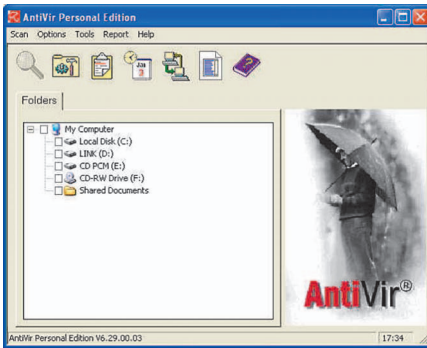 AntiVir Personal Edition
Scan Options Tools Report Help
Jan
3
Folders
My Computer
Local Disk (C:)
LINK (D:)
CD PCM (E:)
CD-RW Drive (F:)
Shared Documents
AntiVir®
AntiVir Personal Edition V6.29.00.03 17:34